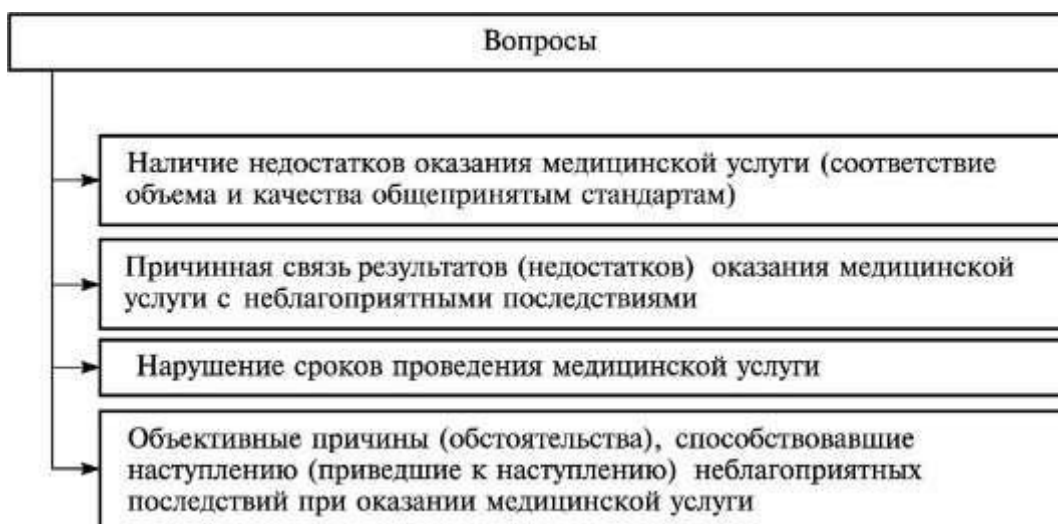 Вопросы
Наличие недостатков оказания медицинской услуги (соответствие
объема и качества общепринятым стандартам)
Причинная связь результатов (недостатков) оказания медицинской
услуги с неблагоприятными последствиями
Нарушение сроков проведения медицинской услуги
Объективные причины (обстоятельства), способствовавшие
наступлению (приведшие к наступлению) неблагоприятных
последствий при оказании медицинской услуги